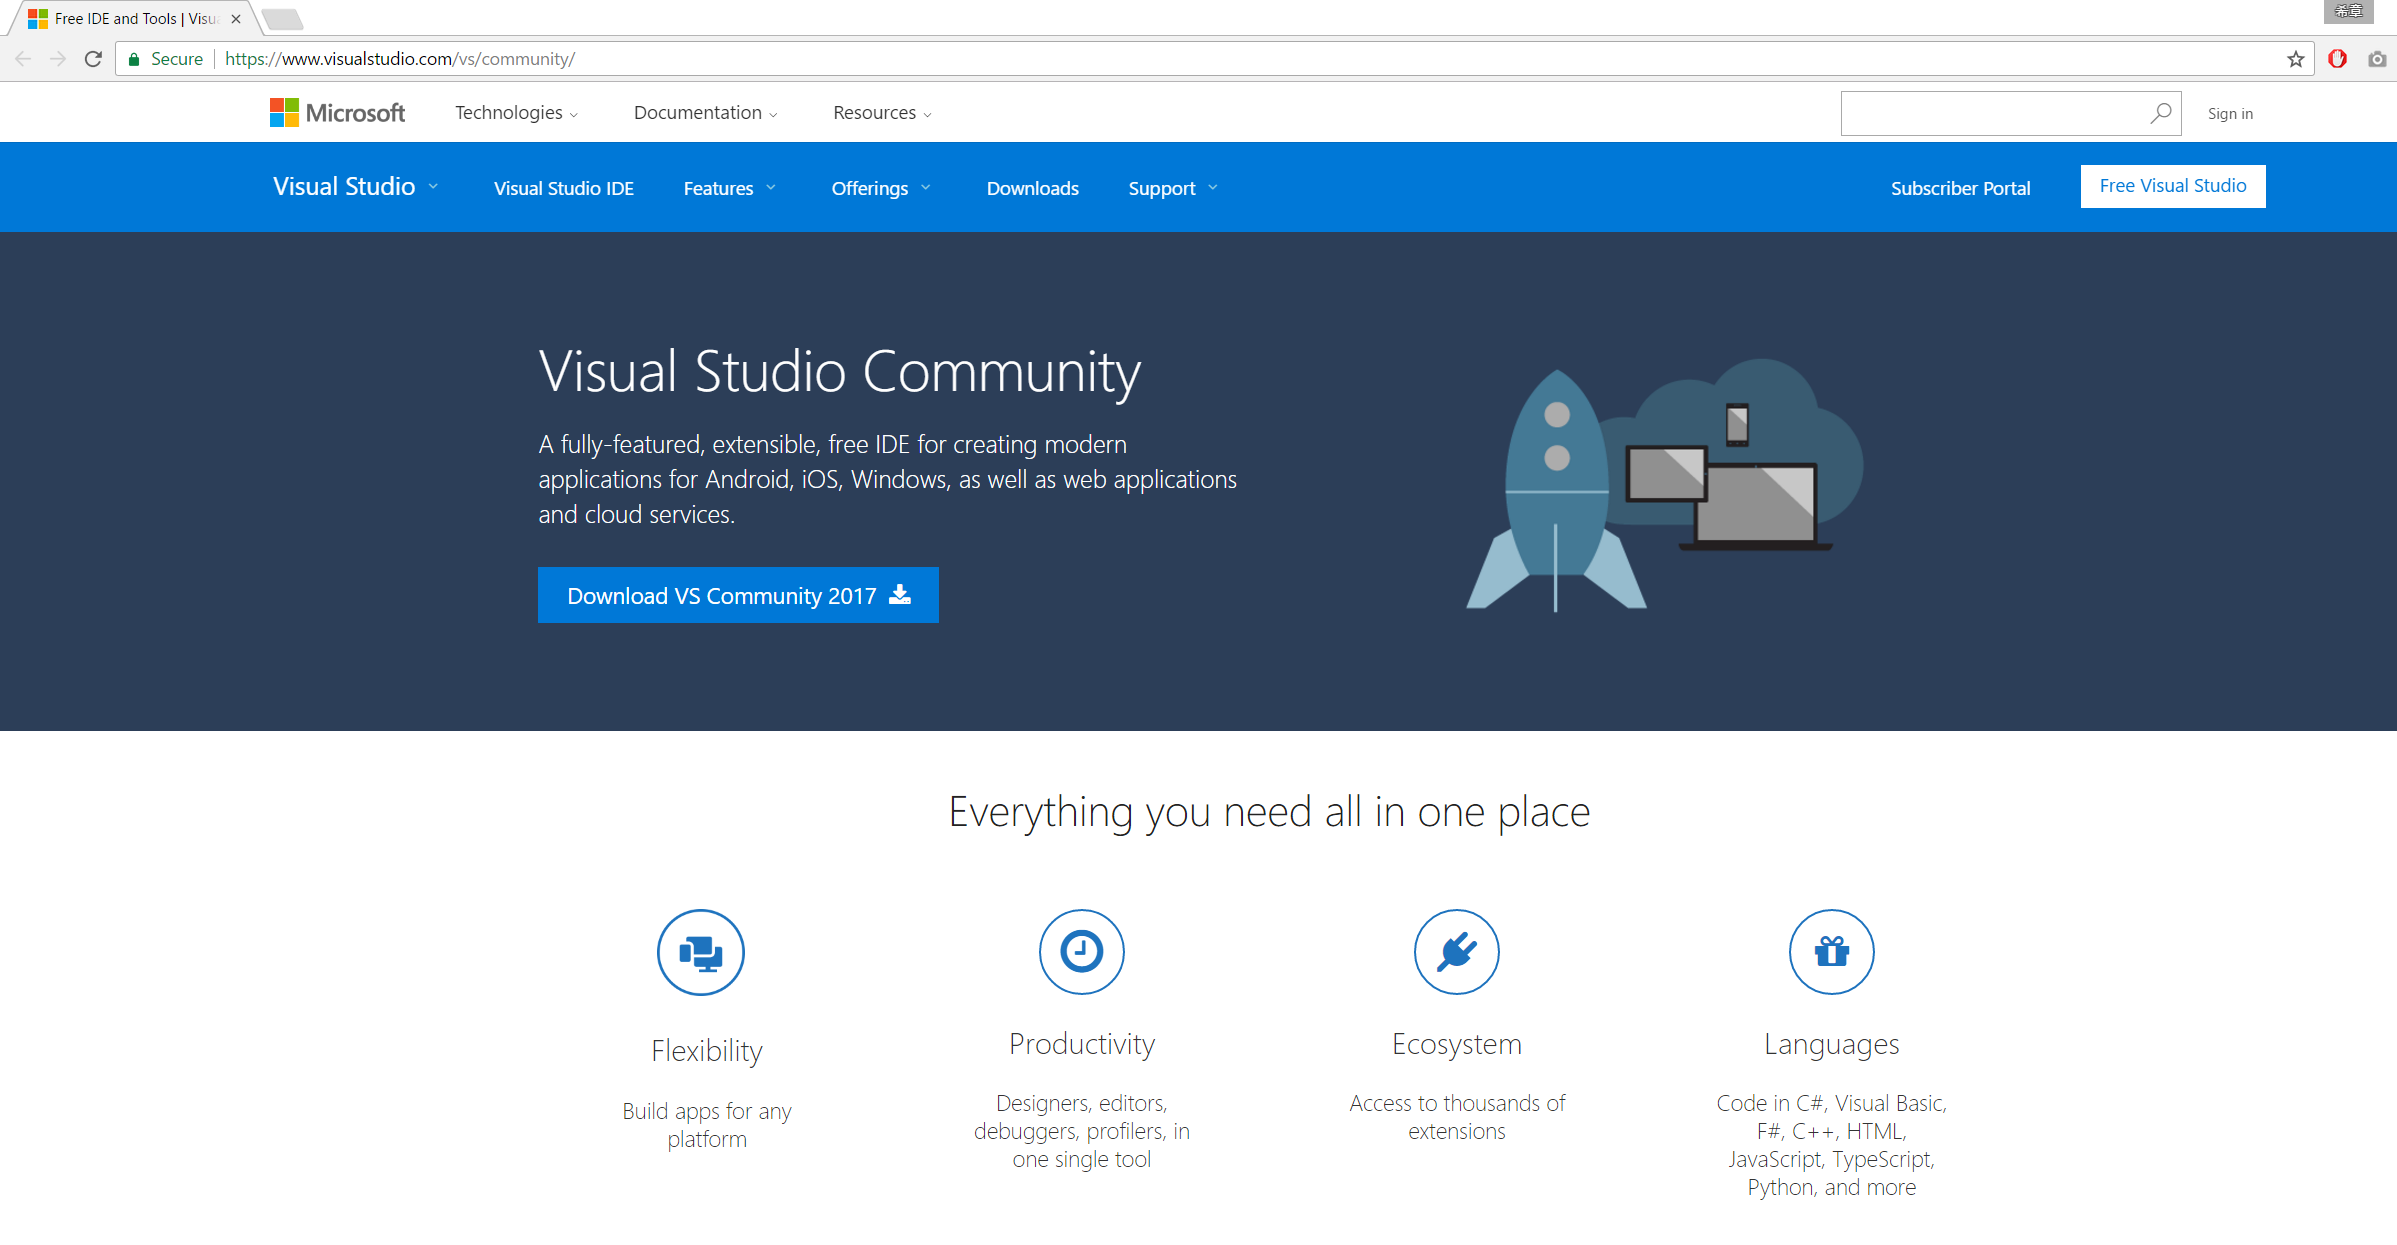 Free IDE and Tools | Visu
希章
Secure https://www.visualstudio.com/vs/community/
Microsoft Technologies Documentation Resources Sign in
Visual Studio Visual Studio IDE Features Offerings Downloads Support Subscriber Portal Free Visual Studio
Visual Studio Community
A fully-featured, extensible, free IDE for creating modern
applications for Android, iOS, Windows, as well as web applications
and cloud services.
Download VS Community 2017
Everything you need all in one place
Flexibility
Build apps for any
platform
Productivity
Designers, editors,
debuggers, profilers, in
one single tool
Ecosystem
Access to thousands of
extensions
Languages
Code in C#, Visual Basic,
F#, C++, HTML,
JavaScript, TypeScript,
Python, and more